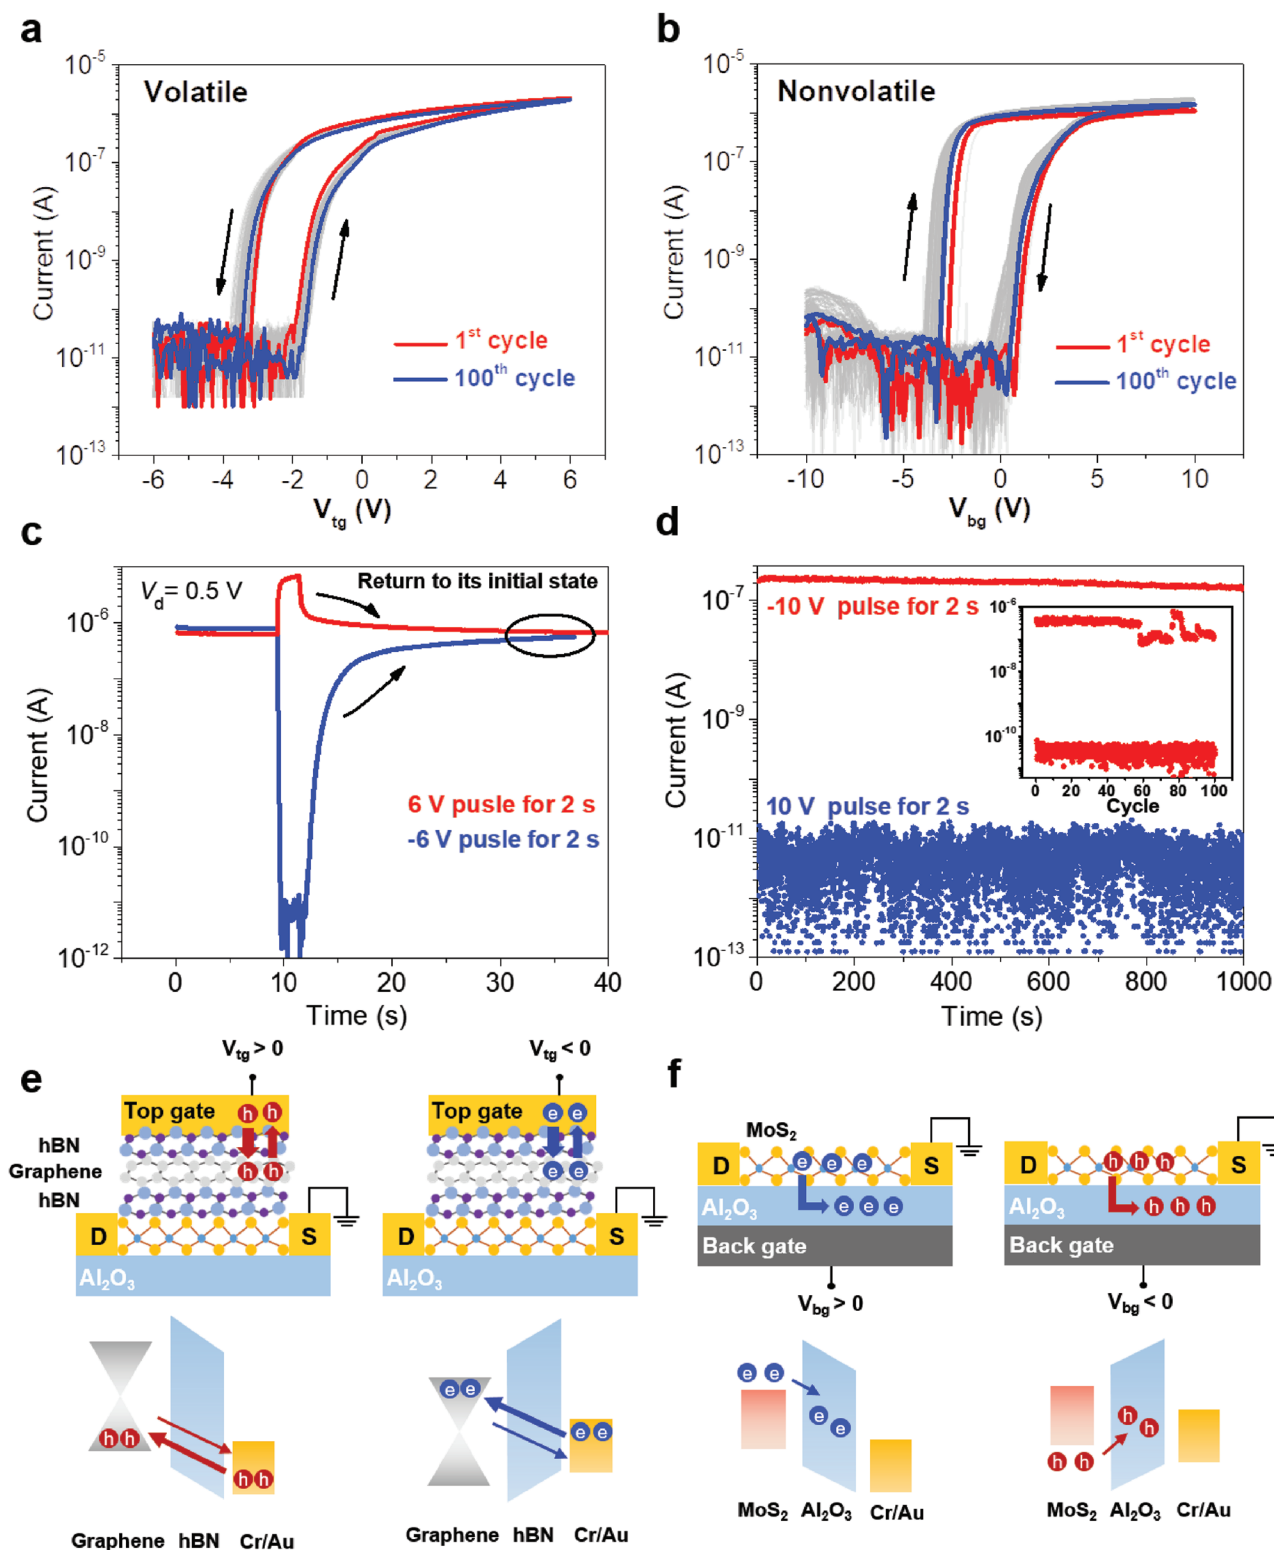 a
Volatile
10⁻⁵
10⁻⁷
10⁻⁹
10⁻¹¹
10⁻¹³
Current (A)
1ˢᵗ cycle
100ᵗʰ cycle
-6 -4 -2 0 2 4 6
V_tg (V)
b
Nonvolatile
10⁻⁵
10⁻⁷
10⁻⁹
10⁻¹¹
10⁻¹³
Current (A)
1ˢᵗ cycle
100ᵗʰ cycle
-10 -5 0 5 10
V_bg (V)
c
V_d = 0.5 V
Return to its initial state
10⁻⁶
10⁻⁸
10⁻¹⁰
10⁻¹²
Current (A)
6 V pusle for 2 s
-6 V pusle for 2 s
0 10 20 30 40
Time (s)
d
10⁻⁷
10⁻⁹
10⁻¹¹
10⁻¹³
Current (A)
-10 V pulse for 2 s
10⁻⁶
10⁻⁸
10⁻¹⁰
0 20 40 60 80 100
Cycle
10 V pulse for 2 s
0 200 400 600 800 1000
Time (s)
e
V_tg > 0
Top gate h h
hBN
Graphene h h
hBN
D S
Al₂O₃
V_tg < 0
Top gate e e
e e
D S
Al₂O₃
h h
h h
Graphene hBN Cr/Au
e e
e e
Graphene hBN Cr/Au
f
MoS₂
D e e e S
Al₂O₃ e e e
Back gate
V_bg > 0
D h h h S
Al₂O₃ h h h
Back gate
V_bg < 0
e e
e e
MoS₂ Al₂O₃ Cr/Au
h h
h h
MoS₂ Al₂O₃ Cr/Au